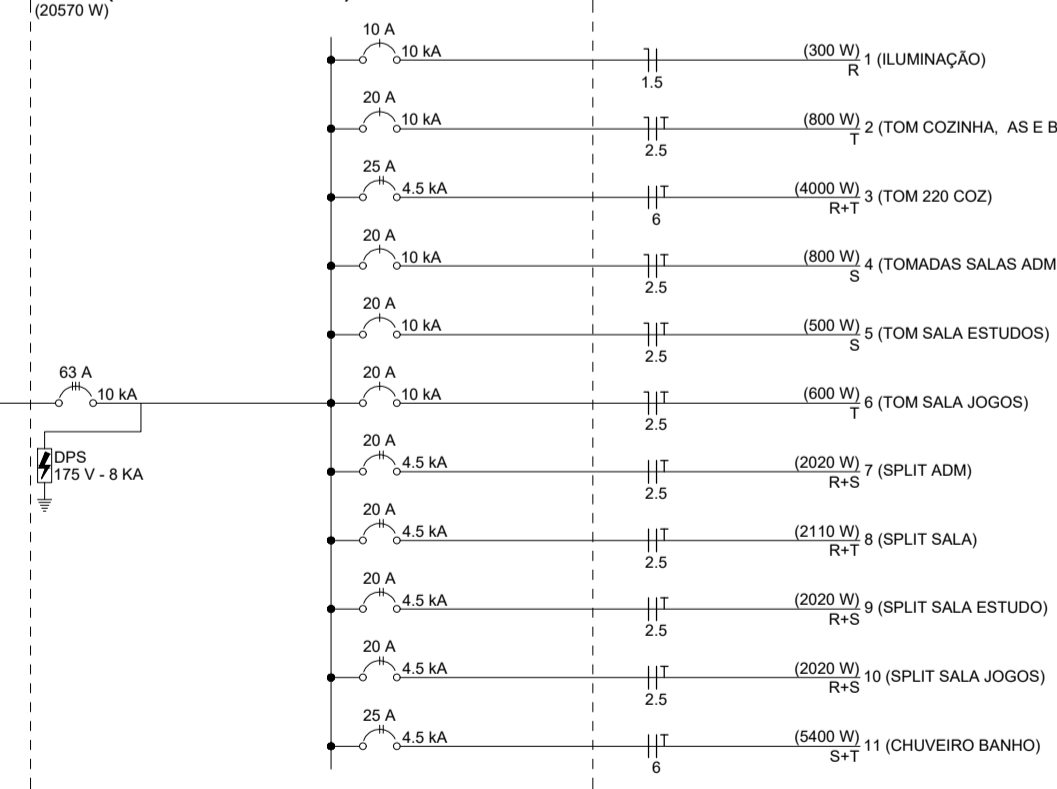 (20570 W)
10 A
10 kA
1.5
(300 W)
R
1 (ILUMINAÇÃO)
20 A
10 kA
T
2.5
(800 W)
T
2 (TOM COZINHA, AS E B
25 A
4.5 kA
T
6
(4000 W)
R+T
3 (TOM 220 COZ)
20 A
10 kA
T
2.5
(800 W)
S
4 (TOMADAS SALAS ADM
20 A
10 kA
T
2.5
(500 W)
S
5 (TOM SALA ESTUDOS)
63 A
10 kA
DPS
175 V - 8 KA
20 A
10 kA
T
2.5
(600 W)
T
6 (TOM SALA JOGOS)
20 A
4.5 kA
T
2.5
(2020 W)
R+S
7 (SPLIT ADM)
20 A
4.5 kA
T
2.5
(2110 W)
R+T
8 (SPLIT SALA)
20 A
4.5 kA
T
2.5
(2020 W)
R+S
9 (SPLIT SALA ESTUDO)
20 A
4.5 kA
T
2.5
(2020 W)
R+S
10 (SPLIT SALA JOGOS)
25 A
4.5 kA
T
6
(5400 W)
S+T
11 (CHUVEIRO BANHO)